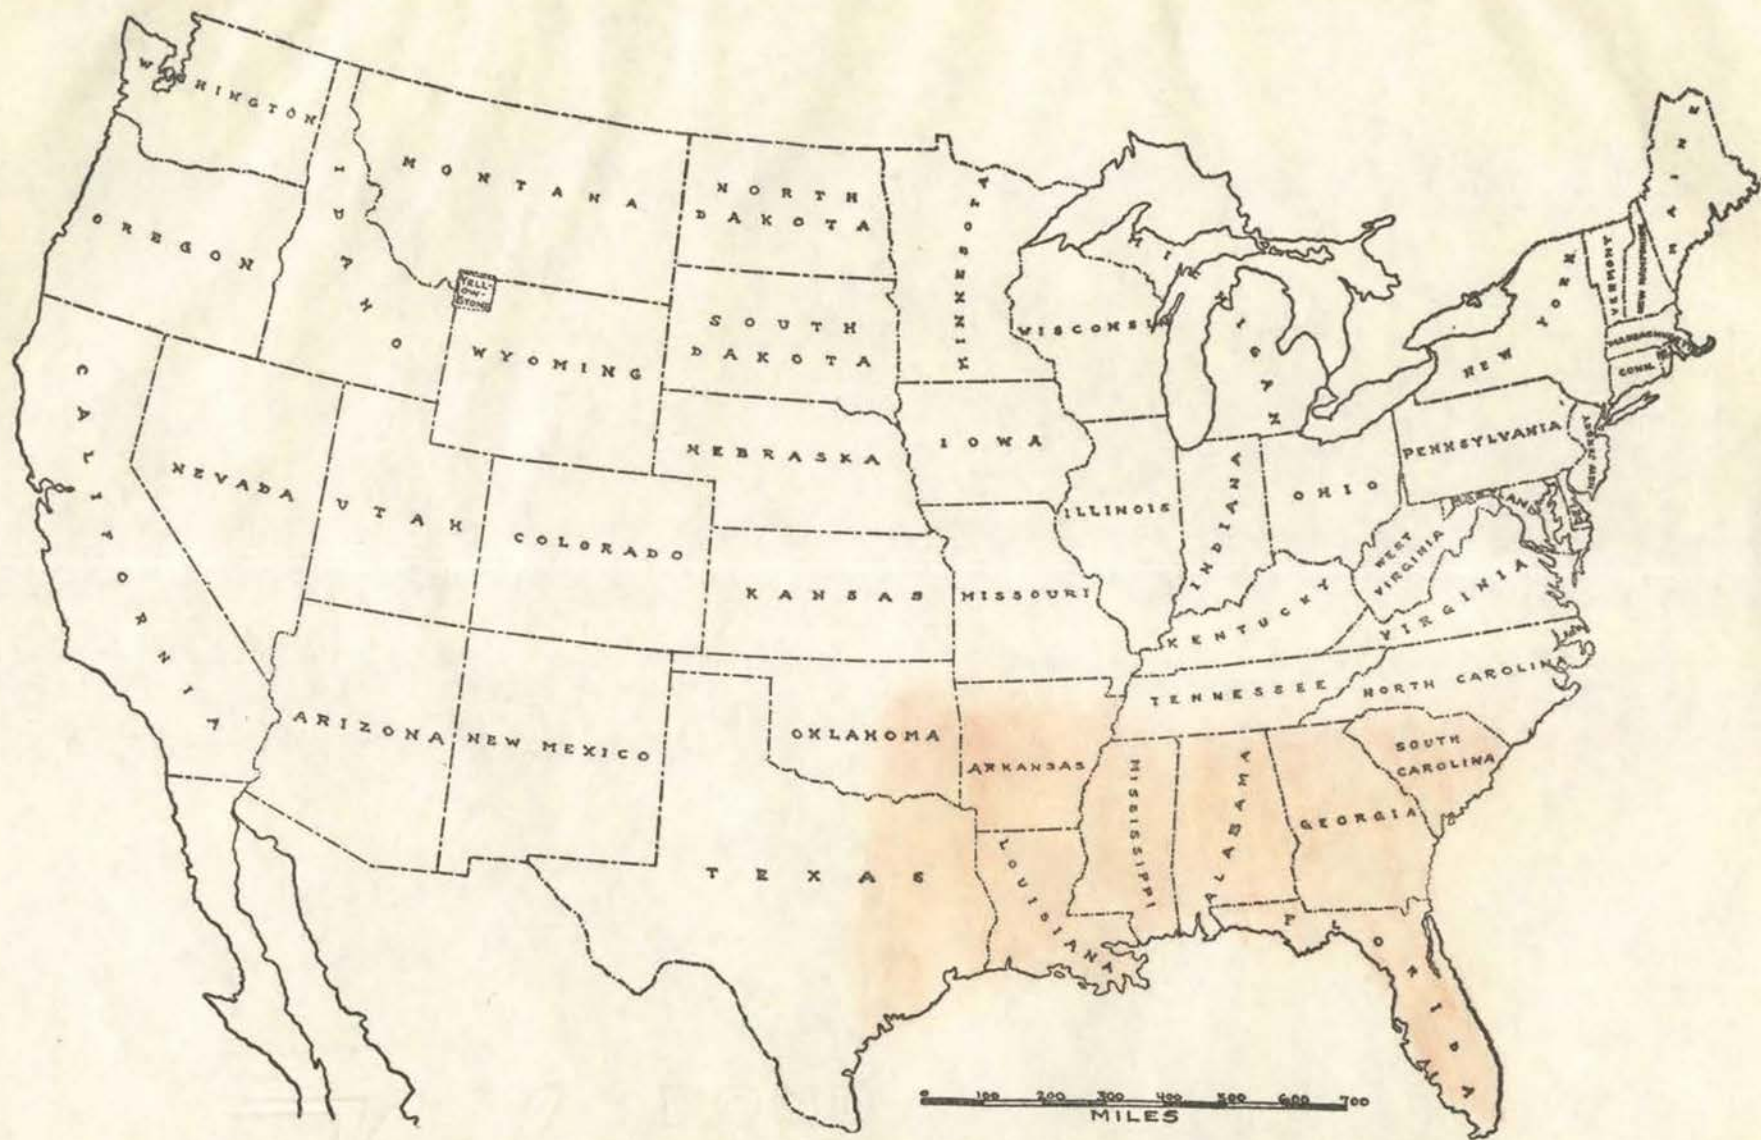 WASHINGTON
OREGON
CALIFORNIA
IDAHO
MONTANA
NORTH
DAKOTA
MINNESOTA
YELL-
OW-
STONE
SOUTH
DAKOTA
WYOMING
WISCONSIN
MICHIGAN
MAINE
VERMONT
NEW HAMPSHIRE
NEW YORK
MASSACHUSETTS
CONN.
NEVADA
UTAH
NEBRASKA
IOWA
PENNSYLVANIA
NEW JERSEY
COLORADO
ILLINOIS
INDIANA
OHIO
MARYLAND
WEST
VIRGINIA
VIRGINIA
KANSAS
MISSOURI
KENTUCKY
TENNESSEE
NORTH CAROLINA
ARIZONA
NEW MEXICO
OKLAHOMA
ARKANSAS
SOUTH
CAROLINA
MISSISSIPPI
ALABAMA
GEORGIA
TEXAS
LOUISIANA
FLORIDA
0 100 200 300 400 500 600 700
MILES